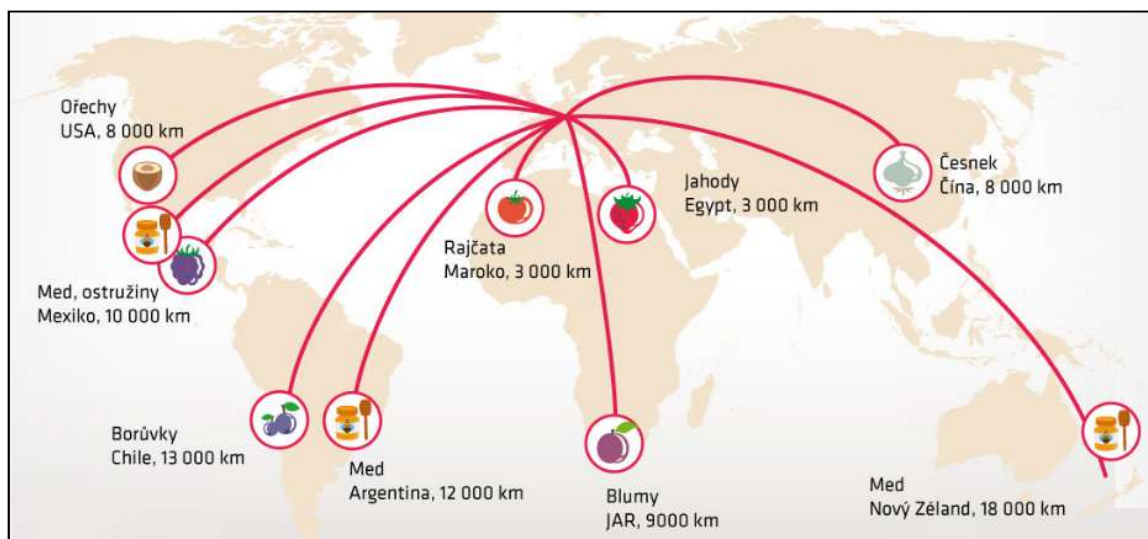 Ořechy
USA, 8 000 km
Med, ostružiny
Mexiko, 10 000 km
Borůvky
Chile, 13 000 km
Med
Argentina, 12 000 km
Rajčata
Maroko, 3 000 km
Jahody
Egypt, 3 000 km
Blumy
JAR, 9000 km
Česnek
Čína, 8 000 km
Med
Nový Zéland, 18 000 km